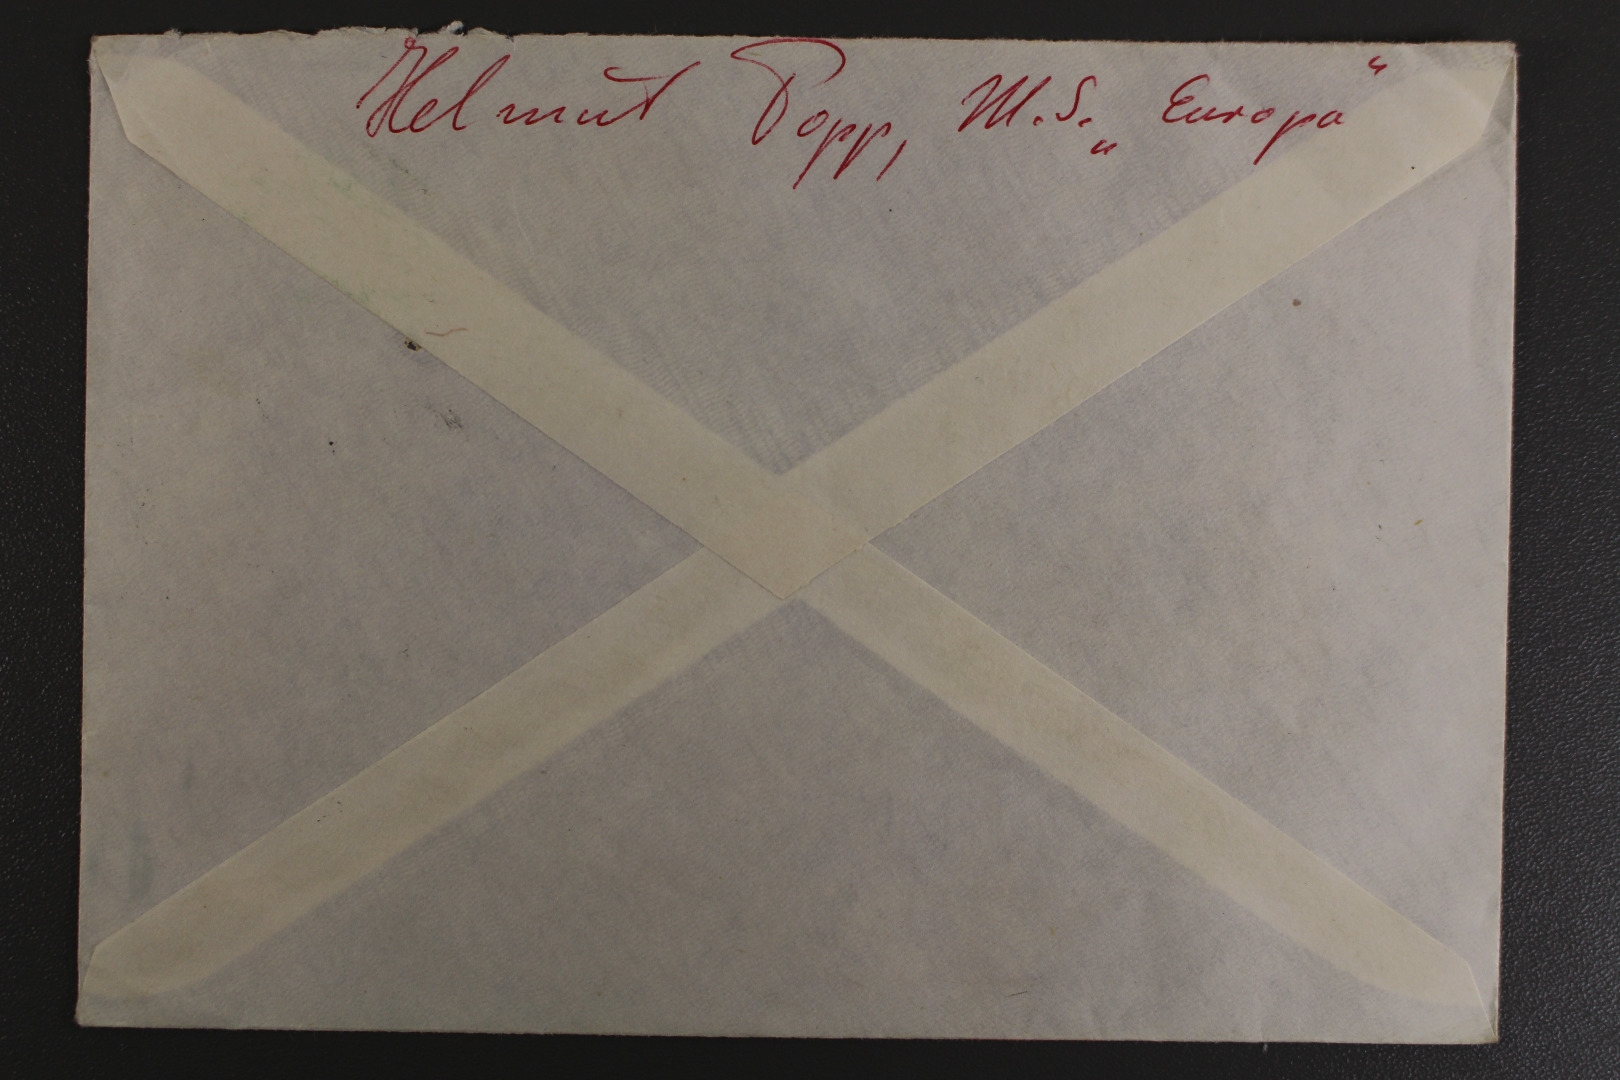 Helmut Popp, M.S. „Europa“